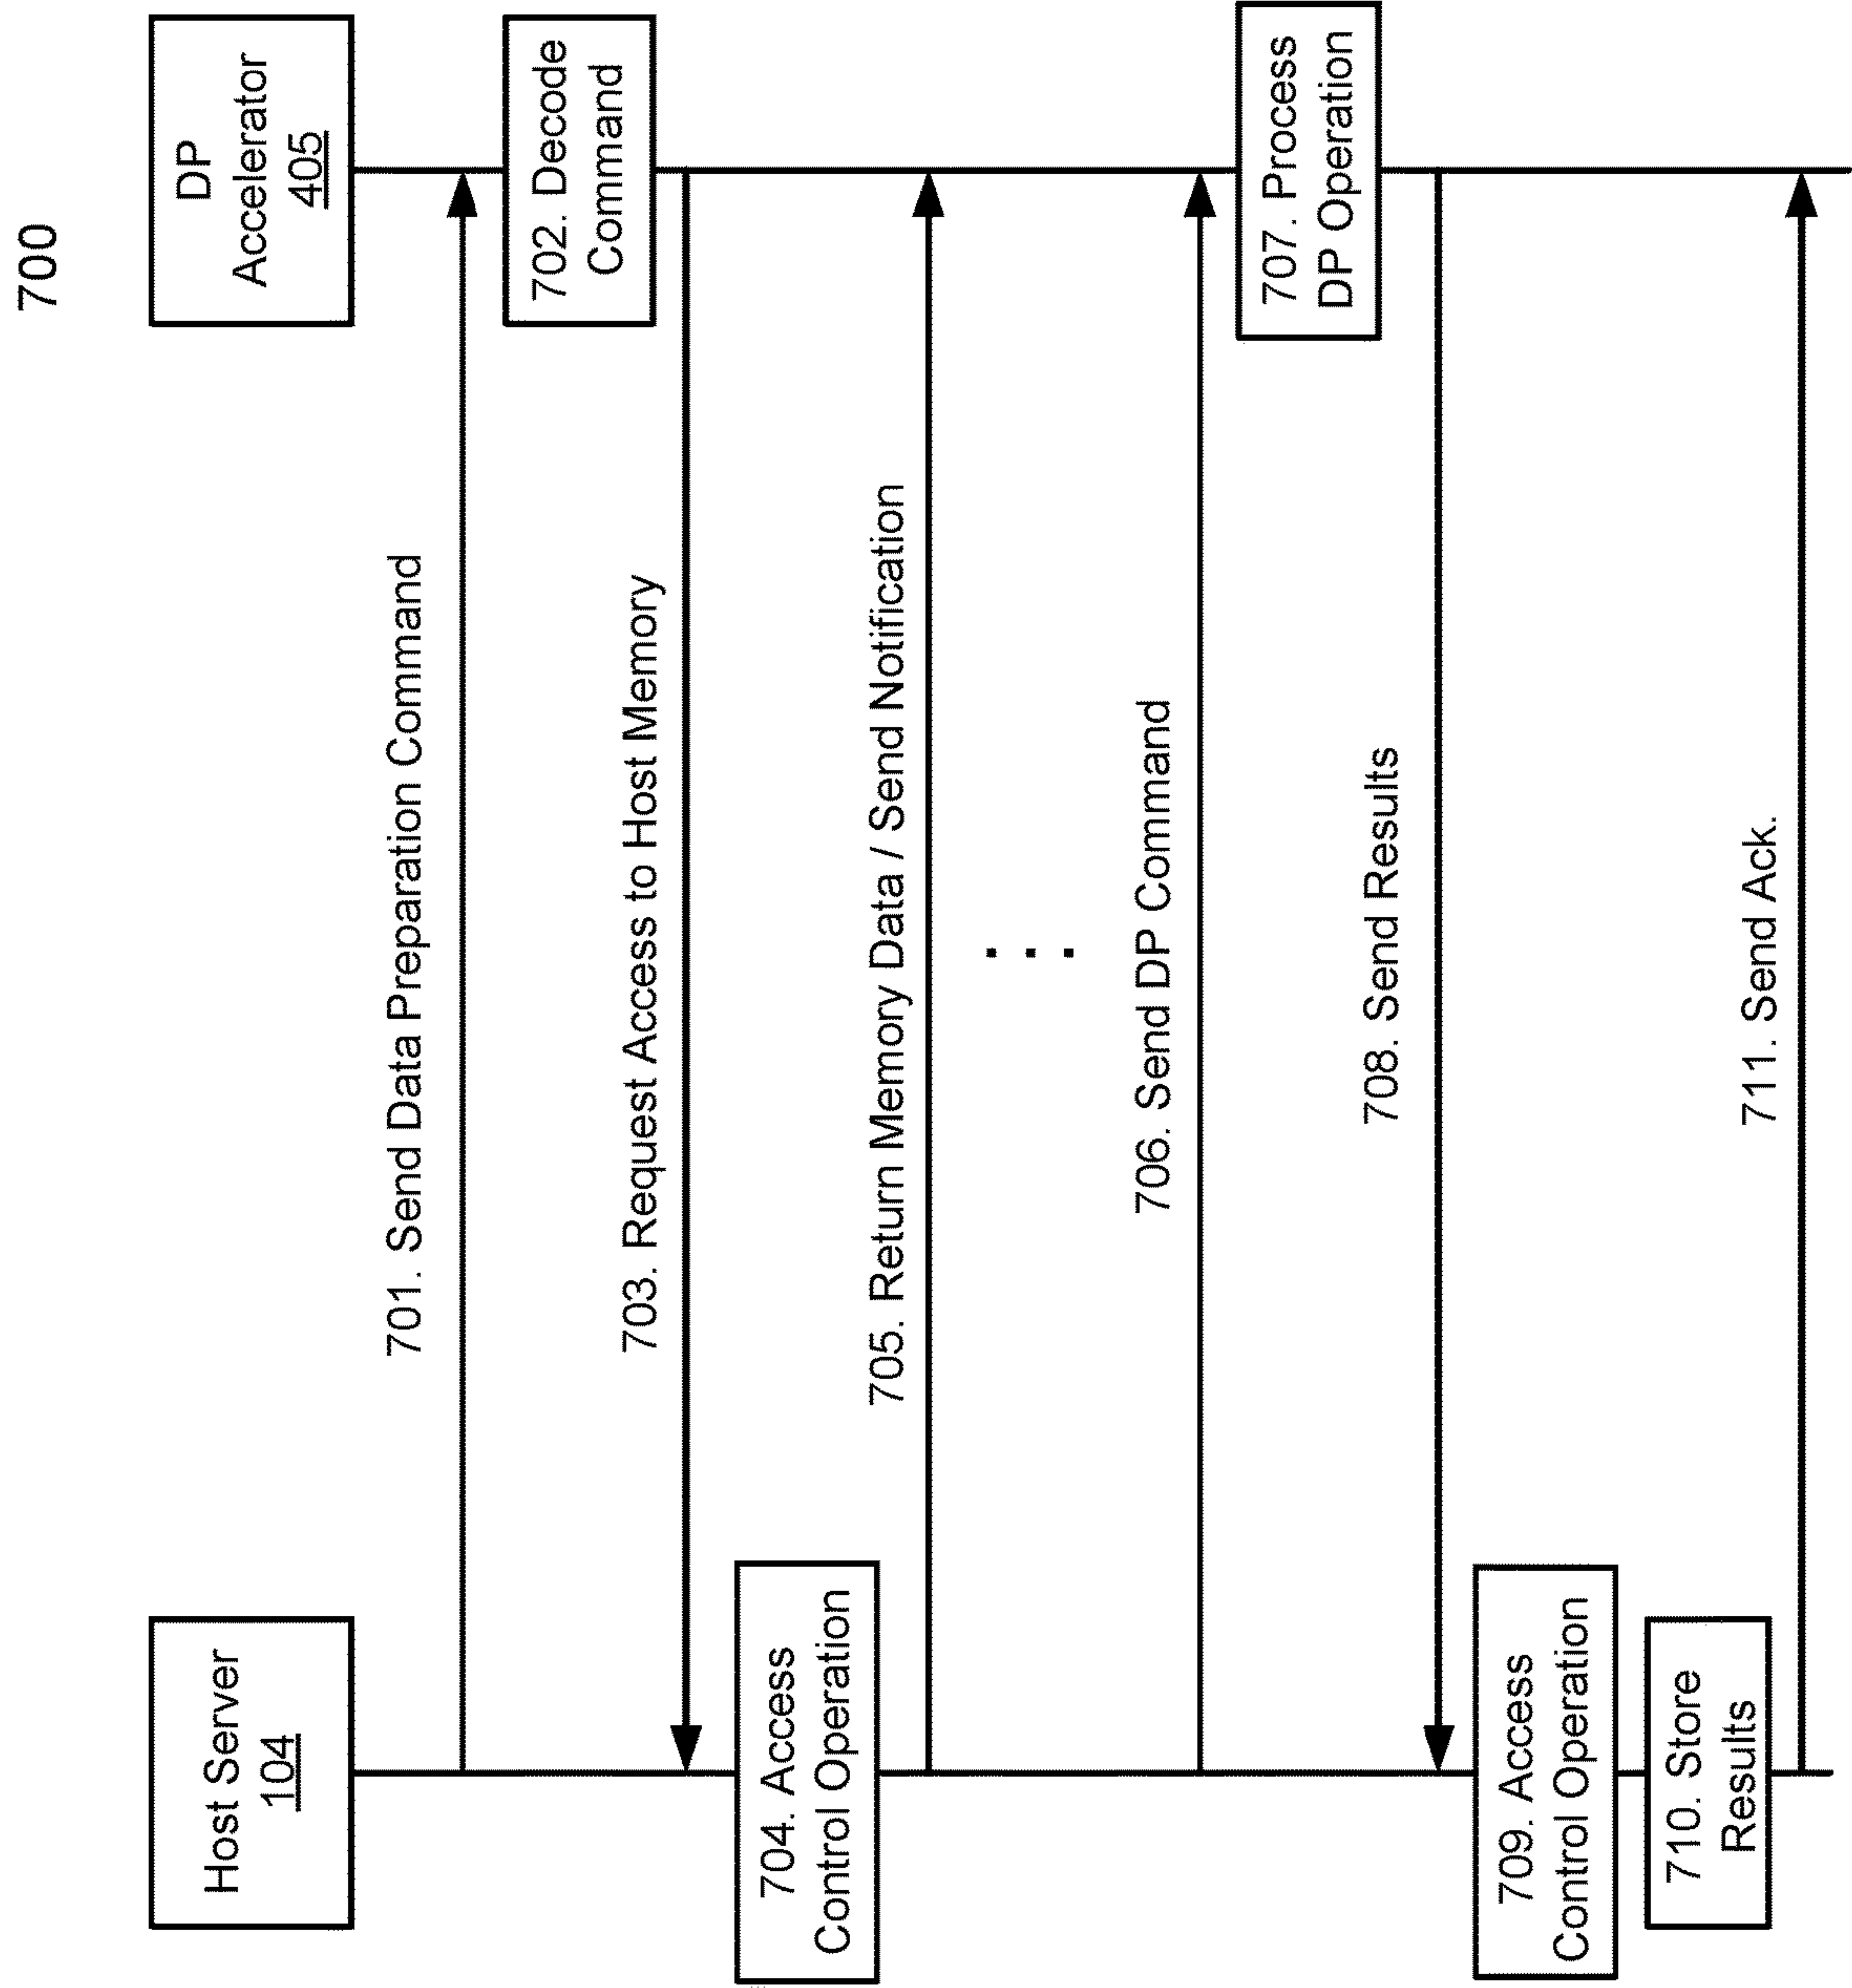 700
Host Server
104
DP
Accelerator
405
701. Send Data Preparation Command
702. Decode
Command
703. Request Access to Host Memory
704. Access
Control Operation
705. Return Memory Data / Send Notification
. . .
706. Send DP Command
707. Process
DP Operation
708. Send Results
709. Access
Control Operation
710. Store
Results
711. Send Ack.